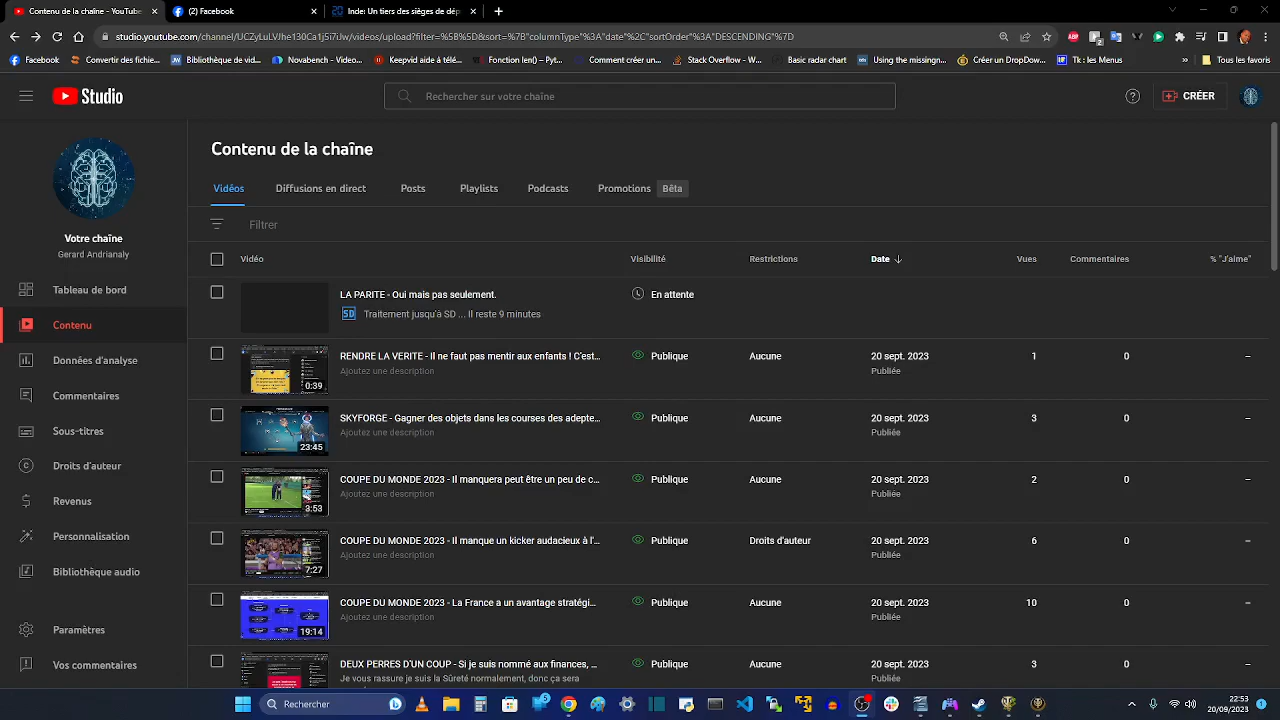 Contenu de la chaîne - YouTube
(2) Facebook
Inde: Un tiers des sièges de dép
studio.youtube.com/channel/UCZyLuLVJhe130Ca1j5i7iJw/videos/upload?filter=%5B%5D&sort=%7B"columnType"%3A"date"%2C"sortOrder"%3A"DESCENDING"%7D
Facebook
Convertir des fichie...
Bibliothèque de vid...
Novabench - Videos...
Keepvid aide à télé...
Fonction len() - Pyt...
Comment créer un...
Stack Overflow - W...
Basic radar chart
Using the missingn...
Créer un DropDow...
Tk : les Menus
»
Tous les favoris
Studio
Rechercher sur votre chaîne
CRÉER
Contenu de la chaîne
Vidéos
Diffusions en direct
Posts
Playlists
Podcasts
Promotions
Bêta
Votre chaîne
Gerard Andrianaly
Filtrer
Vidéo
Visibilité
Restrictions
Date
Vues
Commentaires
% "J'aime"
Tableau de bord
Contenu
Données d'analyse
Commentaires
Sous-titres
Droits d'auteur
Revenus
Personnalisation
Bibliothèque audio
Paramètres
Vos commentaires
LA PARITE - Oui mais pas seulement.
En attente
SD
Traitement jusqu'à SD ... Il reste 9 minutes
RENDRE LA VERITE - Il ne faut pas mentir aux enfants ! C'est...
Publique
Aucune
20 sept. 2023
1
0
–
Ajoutez une description
Publiée
0:39
SKYFORGE - Gagner des objets dans les courses des adepte...
Publique
Aucune
20 sept. 2023
3
0
–
Ajoutez une description
Publiée
23:45
COUPE DU MONDE 2023 - Il manquera peut être un peu de c...
Publique
Aucune
20 sept. 2023
2
0
–
Ajoutez une description
Publiée
3:53
COUPE DU MONDE 2023 - Il manque un kicker audacieux à l'...
Publique
Droits d'auteur
20 sept. 2023
6
0
–
Ajoutez une description
Publiée
7:27
COUPE DU MONDE 2023 - La France a un avantage stratégi...
Publique
Aucune
20 sept. 2023
10
0
–
Ajoutez une description
Publiée
19:14
Publique
Aucune
20 sept. 2023
3
0
–
Je vous rassure je suis la pureté normalement, donc ce sera
Publiée
Rechercher
22:53
20/09/2023